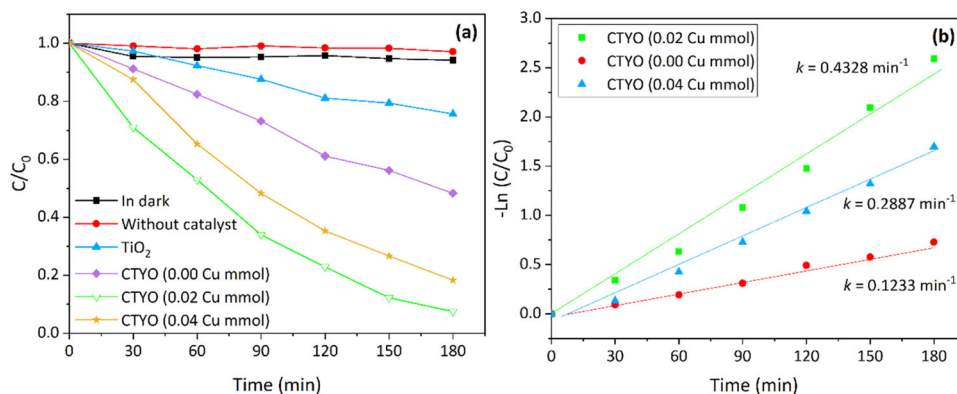 (a)
1.0
0.8
0.6
0.4
0.2
0.0
C/C₀
In dark
Without catalyst
TiO₂
CTYO (0.00 Cu mmol)
CTYO (0.02 Cu mmol)
CTYO (0.04 Cu mmol)
0 30 60 90 120 150 180
Time (min)
(b)
CTYO (0.02 Cu mmol)
CTYO (0.00 Cu mmol)
CTYO (0.04 Cu mmol)
2.5
2.0
1.5
1.0
0.5
0.0
-Ln (C/C₀)
k = 0.4328 min⁻¹
k = 0.2887 min⁻¹
k = 0.1233 min⁻¹
0 30 60 90 120 150 180
Time (min)